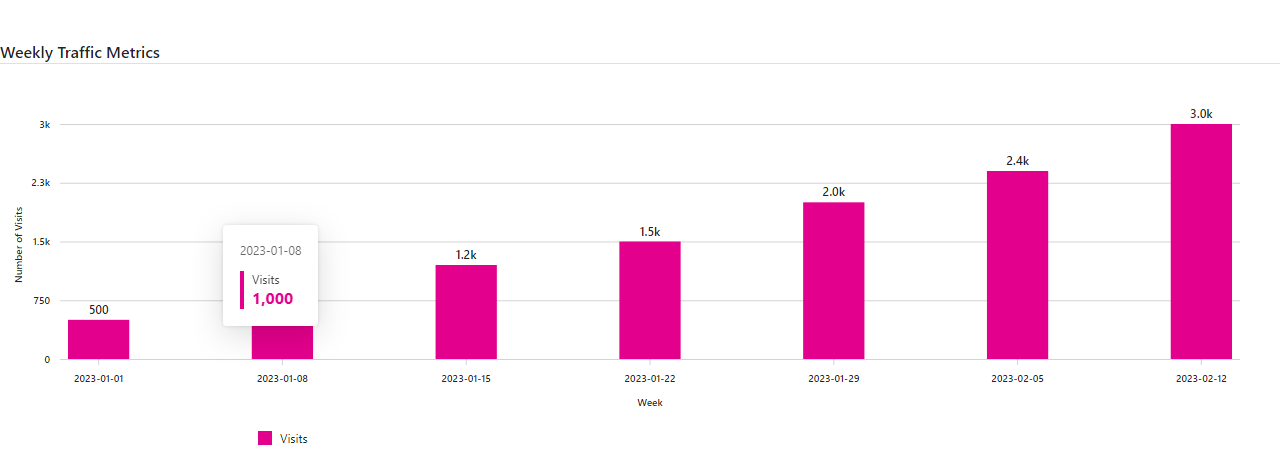 Weekly Traffic Metrics
3.0k
3k
2.4k
2.3k
2.0k
1.5k
1.5k
1.2k
2023-01-08
Visits
1,000
750
500
0
Number of Visits
2023-01-01 2023-01-08 2023-01-15 2023-01-22 2023-01-29 2023-02-05 2023-02-12
Week
Visits